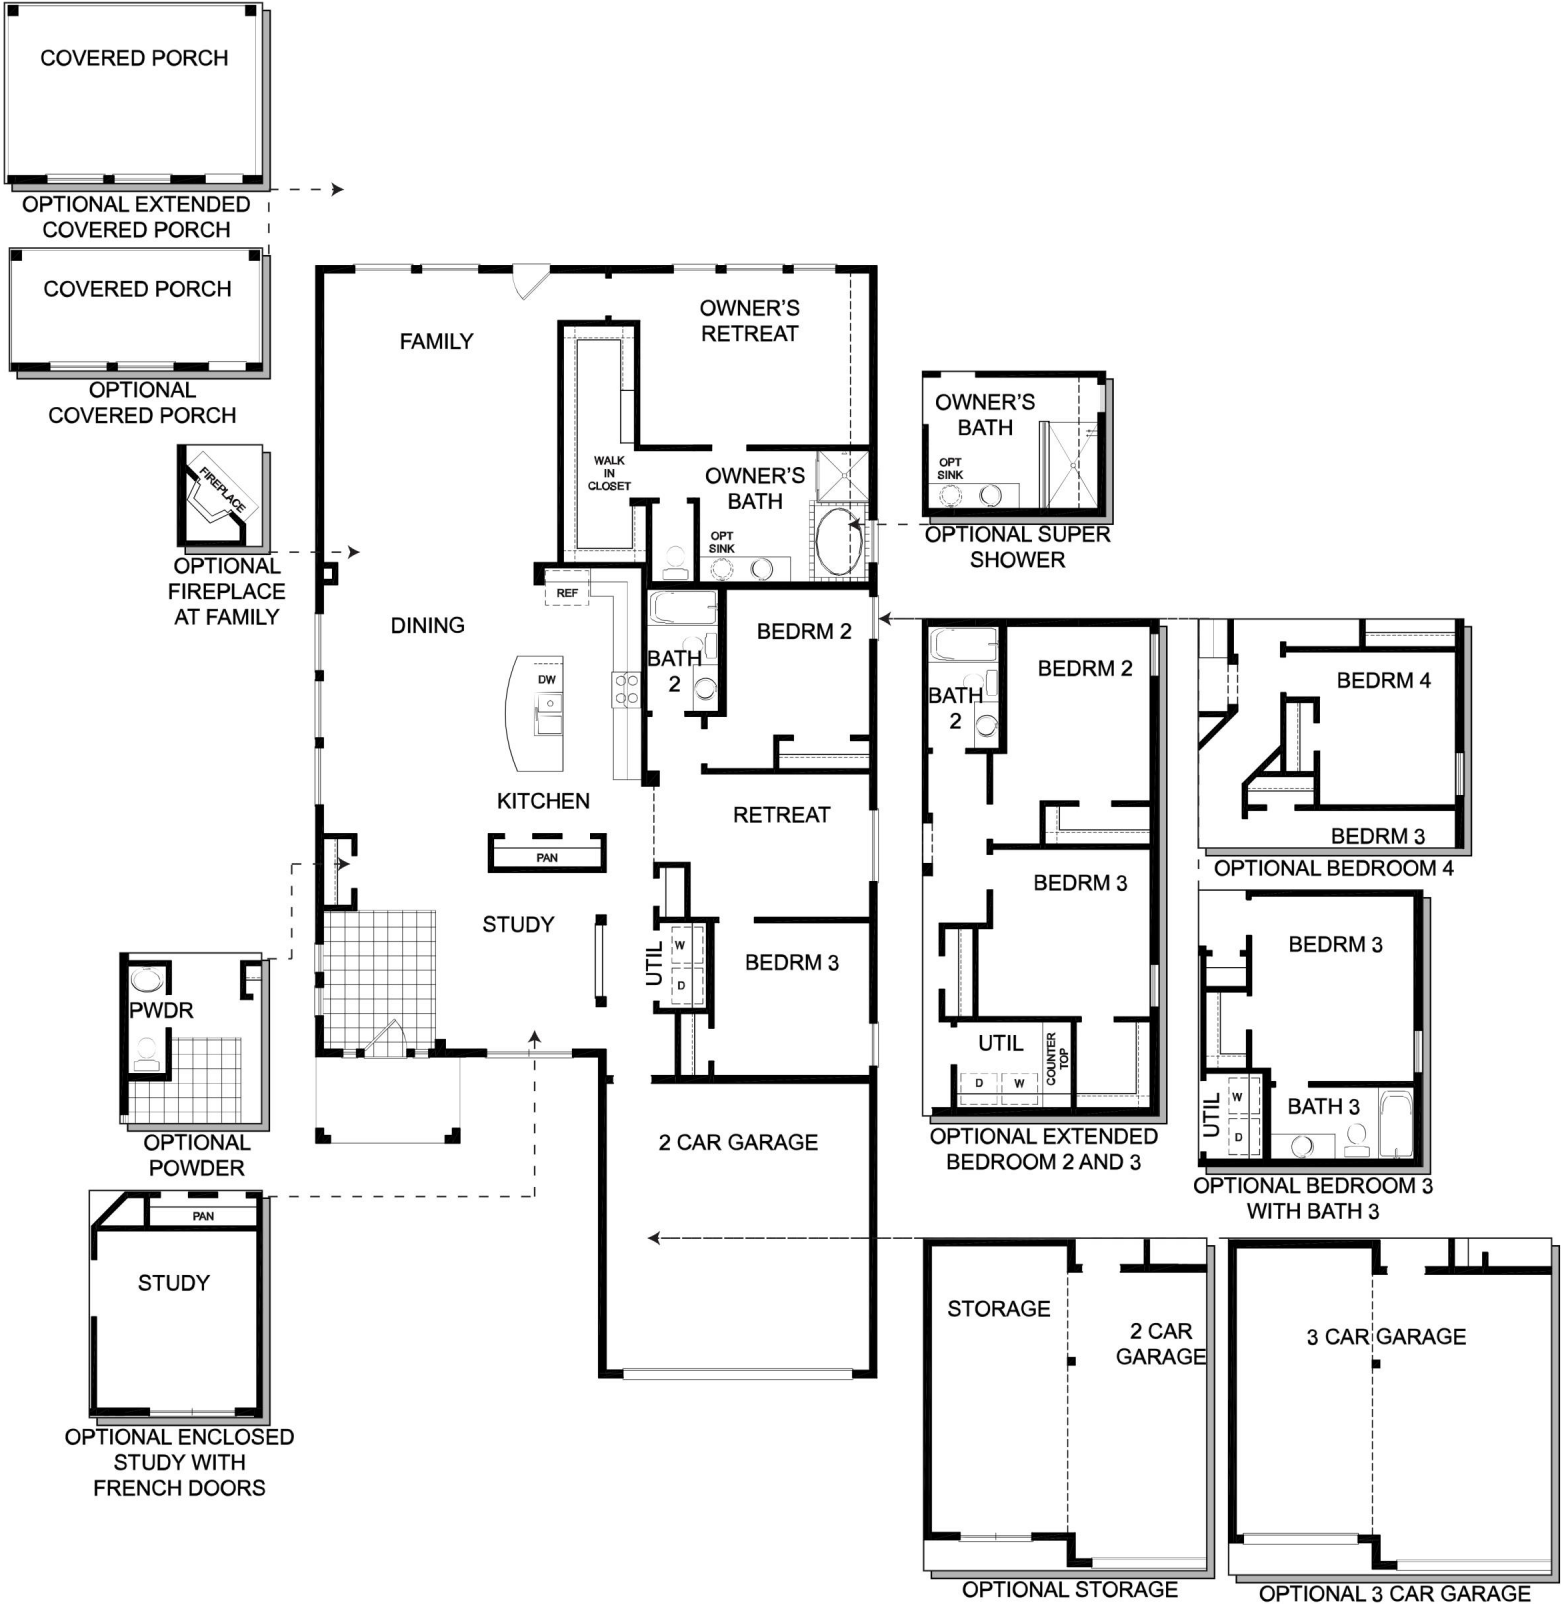 COVERED PORCH
OPTIONAL EXTENDED
COVERED PORCH
COVERED PORCH
OPTIONAL
COVERED PORCH
FIREPLACE
OPTIONAL
FIREPLACE
AT FAMILY
FAMILY
OWNER'S
RETREAT
WALK
IN
CLOSET
OWNER'S
BATH
OPT
SINK
OWNER'S
BATH
OPT
SINK
OPTIONAL SUPER
SHOWER
REF
DINING
DW
BATH
2
BEDRM 2
KITCHEN
PAN
RETREAT
STUDY
UTIL
W
D
BEDRM 3
2 CAR GARAGE
PWDR
OPTIONAL
POWDER
PAN
STUDY
OPTIONAL ENCLOSED
STUDY WITH
FRENCH DOORS
BEDRM 2
BATH
2
BEDRM 3
UTIL
COUNTER
TOP
D
W
OPTIONAL EXTENDED
BEDROOM 2 AND 3
BEDRM 4
BEDRM 3
OPTIONAL BEDROOM 4
BEDRM 3
UTIL
W
D
BATH 3
OPTIONAL BEDROOM 3
WITH BATH 3
STORAGE
2 CAR
GARAGE
OPTIONAL STORAGE
3 CAR GARAGE
OPTIONAL 3 CAR GARAGE